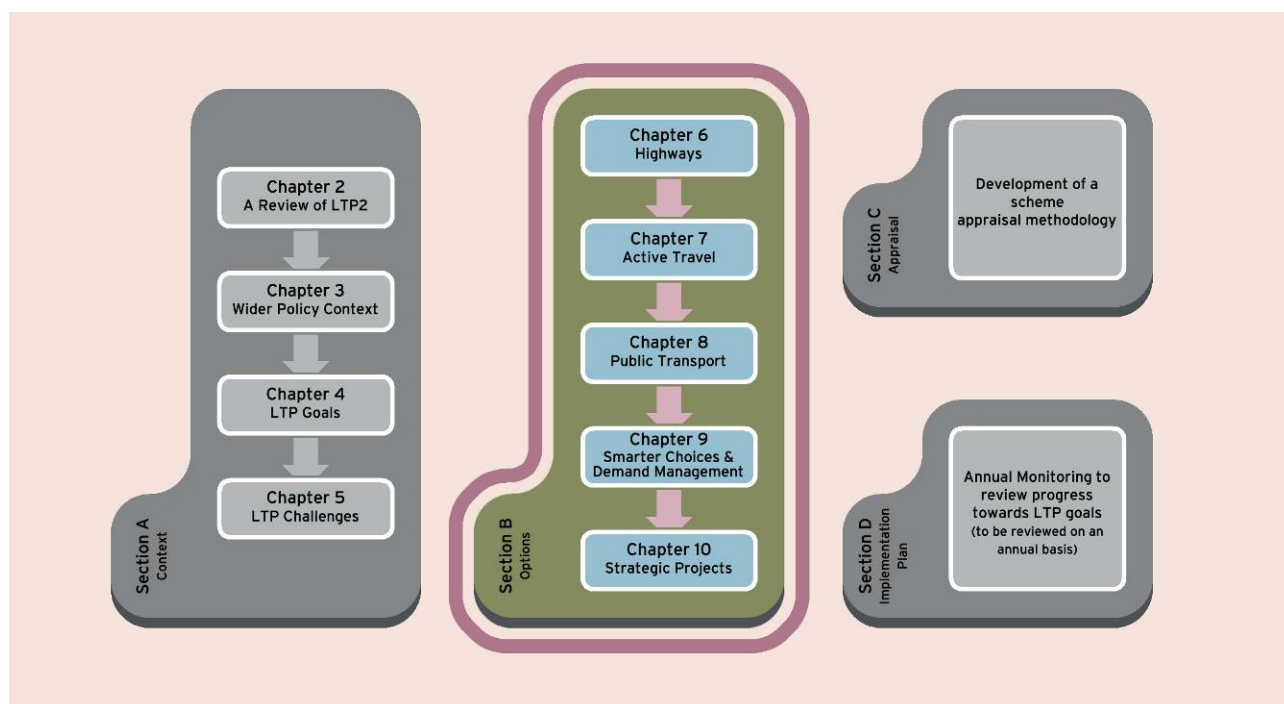 Section A
Context
Chapter 2
A Review of LTP2
Chapter 3
Wider Policy Context
Chapter 4
LTP Goals
Chapter 5
LTP Challenges
Section B
Options
Chapter 6
Highways
Chapter 7
Active Travel
Chapter 8
Public Transport
Chapter 9
Smarter Choices &
Demand Management
Chapter 10
Strategic Projects
Section C
Appraisal
Development of a
scheme
appraisal methodology
Section D
Implementation
Plan
Annual Monitoring to
review progress
towards LTP goals
(to be reviewed on an
annual basis)